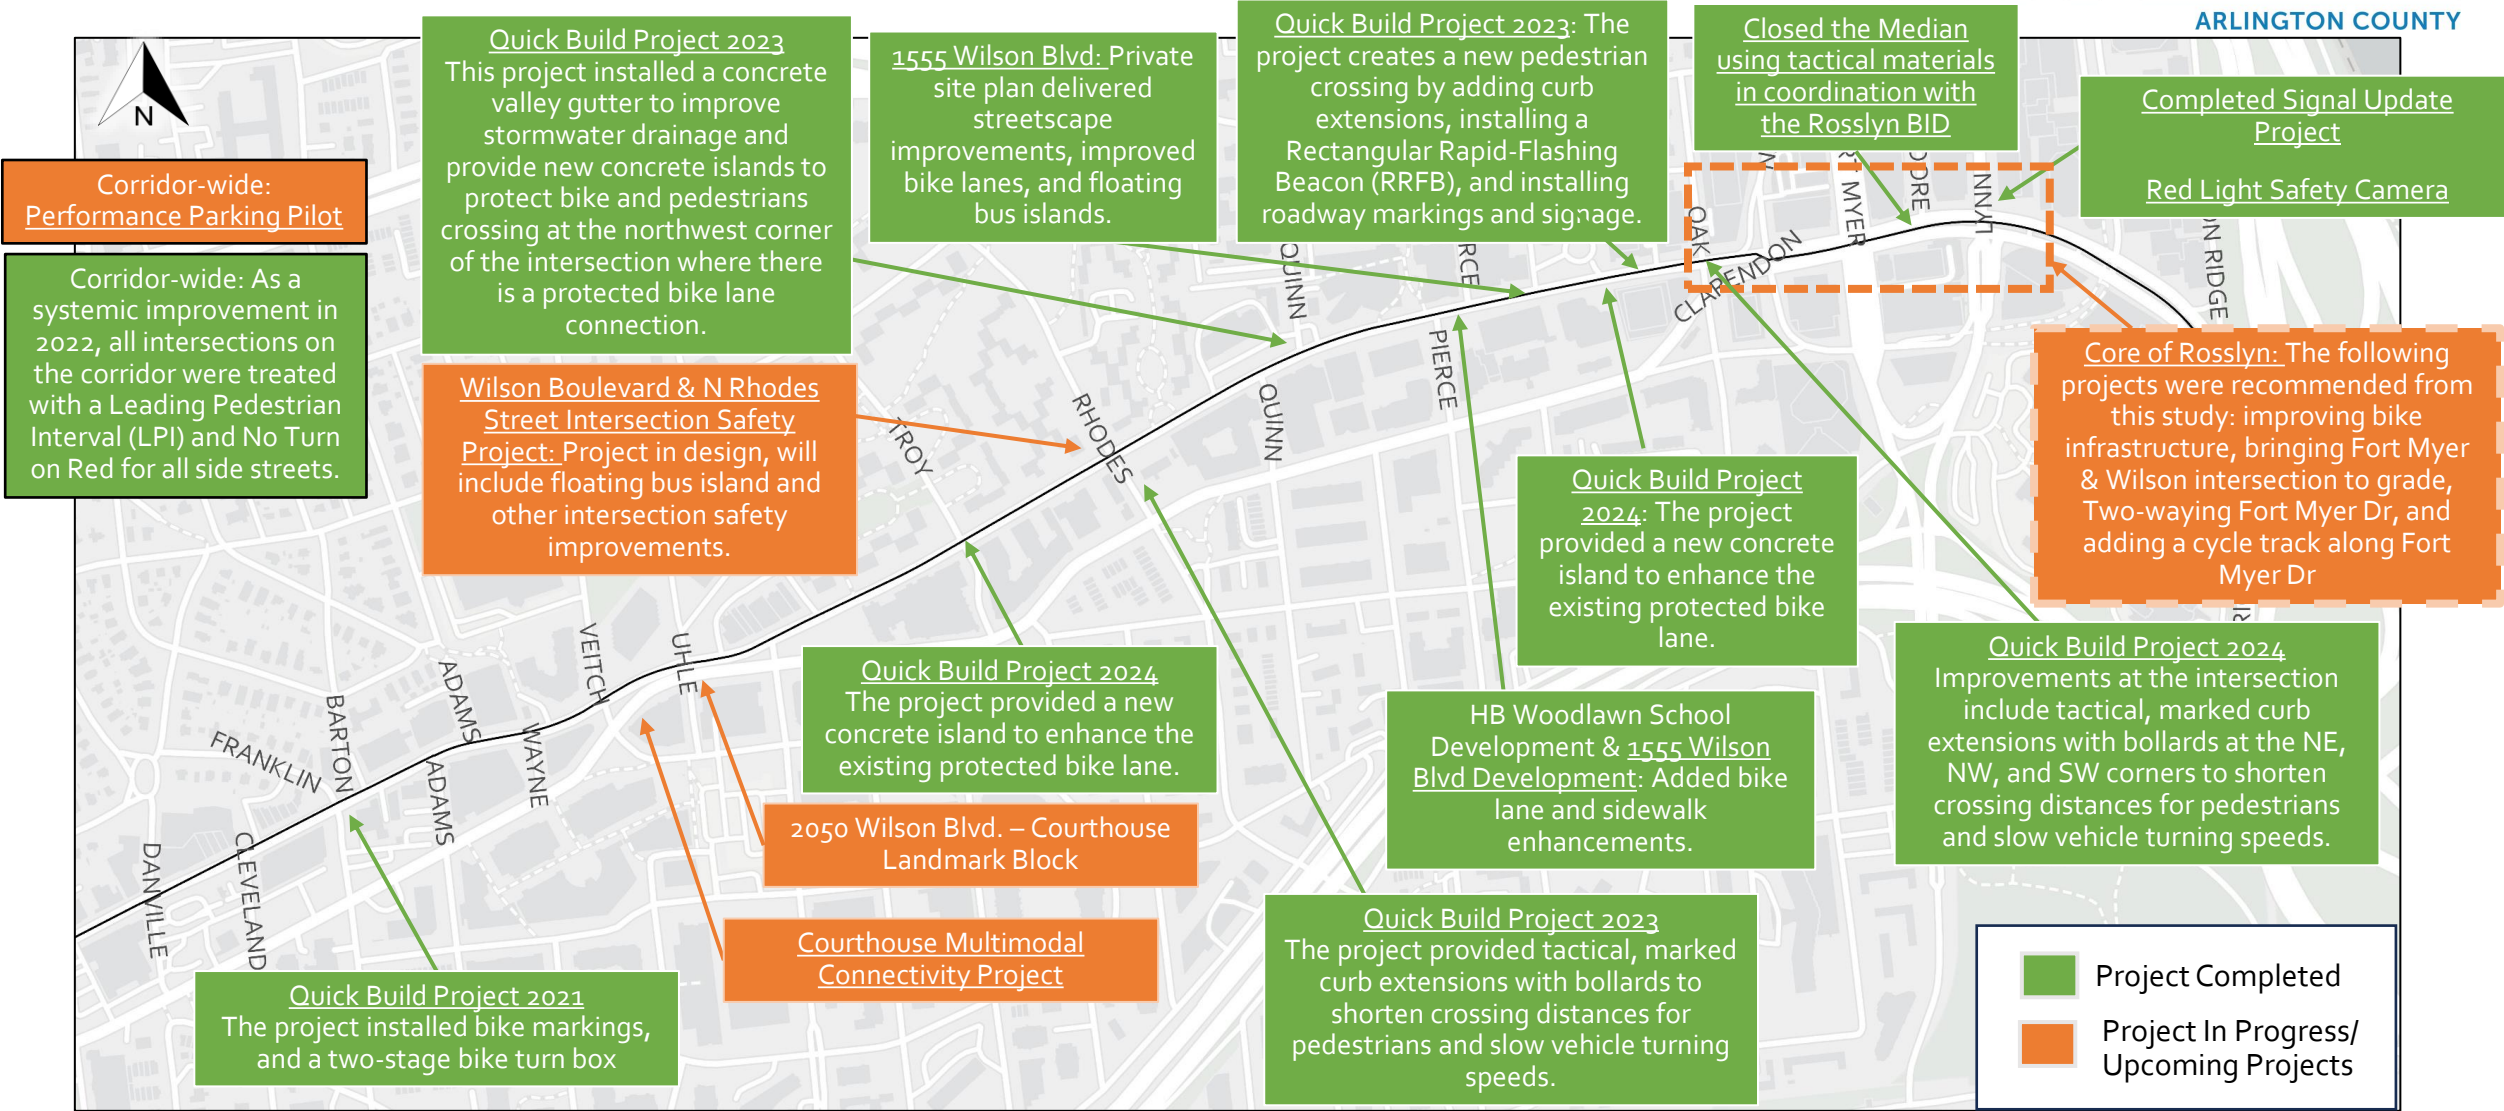 ARLINGTON COUNTY
N
Corridor-wide:
Performance Parking Pilot
Corridor-wide: As a
systemic improvement in
2022, all intersections on
the corridor were treated
with a Leading Pedestrian
Interval (LPI) and No Turn
on Red for all side streets.
Quick Build Project 2023
This project installed a concrete
valley gutter to improve
stormwater drainage and
provide new concrete islands to
protect bike and pedestrians
crossing at the northwest corner
of the intersection where there
is a protected bike lane
connection.
1555 Wilson Blvd: Private
site plan delivered
streetscape
improvements, improved
bike lanes, and floating
bus islands.
Quick Build Project 2023: The
project creates a new pedestrian
crossing by adding curb
extensions, installing a
Rectangular Rapid-Flashing
Beacon (RRFB), and installing
roadway markings and signage.
Closed the Median
using tactical materials
in coordination with
the Rosslyn BID
Completed Signal Update
Project
Red Light Safety Camera
Wilson Boulevard & N Rhodes
Street Intersection Safety
Project: Project in design, will
include floating bus island and
other intersection safety
improvements.
Core of Rosslyn: The following
projects were recommended from
this study: improving bike
infrastructure, bringing Fort Myer
& Wilson intersection to grade,
Two-waying Fort Myer Dr, and
adding a cycle track along Fort
Myer Dr
Quick Build Project
2024: The project
provided a new concrete
island to enhance the
existing protected bike
lane.
Quick Build Project 2024
The project provided a new
concrete island to enhance the
existing protected bike lane.
HB Woodlawn School
Development & 1555 Wilson
Blvd Development: Added bike
lane and sidewalk
enhancements.
Quick Build Project 2024
Improvements at the intersection
include tactical, marked curb
extensions with bollards at the NE,
NW, and SW corners to shorten
crossing distances for pedestrians
and slow vehicle turning speeds.
2050 Wilson Blvd. – Courthouse
Landmark Block
Courthouse Multimodal
Connectivity Project
Quick Build Project 2023
The project provided tactical, marked
curb extensions with bollards to
shorten crossing distances for
pedestrians and slow vehicle turning
speeds.
Quick Build Project 2021
The project installed bike markings,
and a two-stage bike turn box
Project Completed
Project In Progress/
Upcoming Projects
DANVILLE
CLEVELAND
FRANKLIN
BARTON
ADAMS
ADAMS
WAYNE
VEITCH
UHLE
TROY
RHODES
QUINN
QUINN
PIERCE
RCE
OAK
CLARENDON
MYER
ORE
LYNN
ON RIDGE